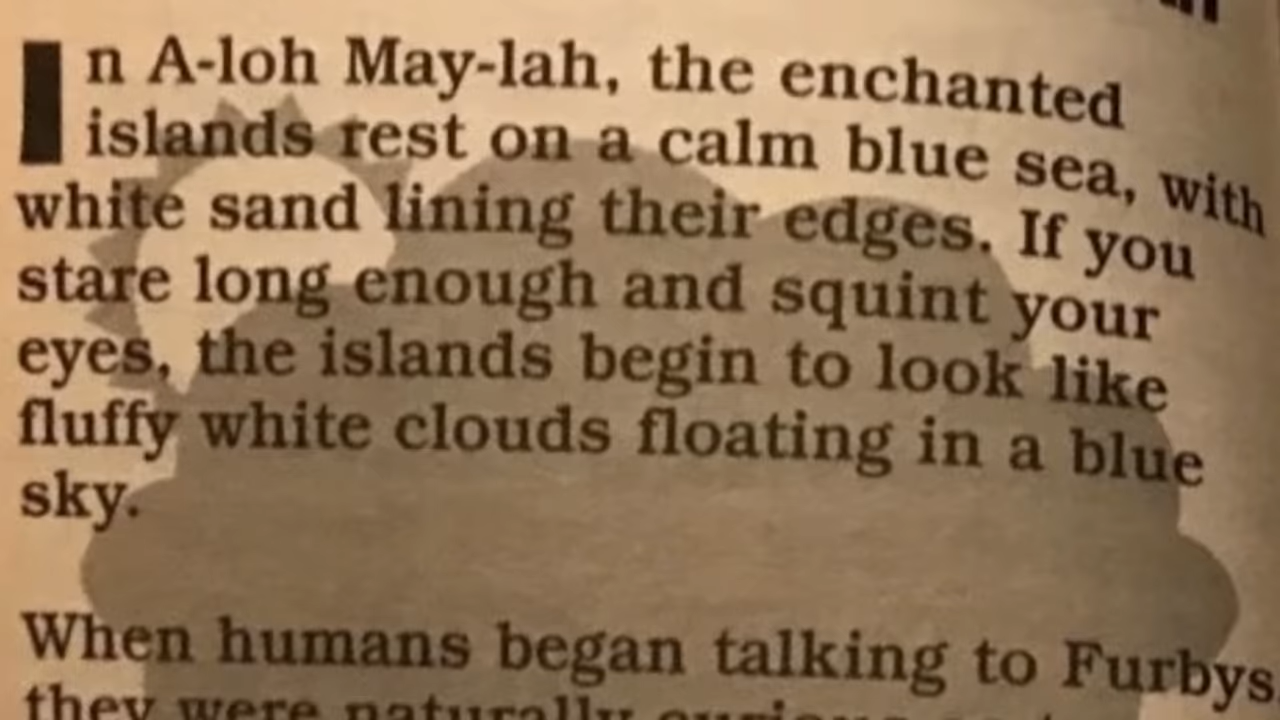 In A-loh May-lah, the enchanted
islands rest on a calm blue sea, with
white sand lining their edges. If you
stare long enough and squint your
eyes, the islands begin to look like
fluffy white clouds floating in a blue
sky.
When humans began talking to Furbys
they were naturally curious